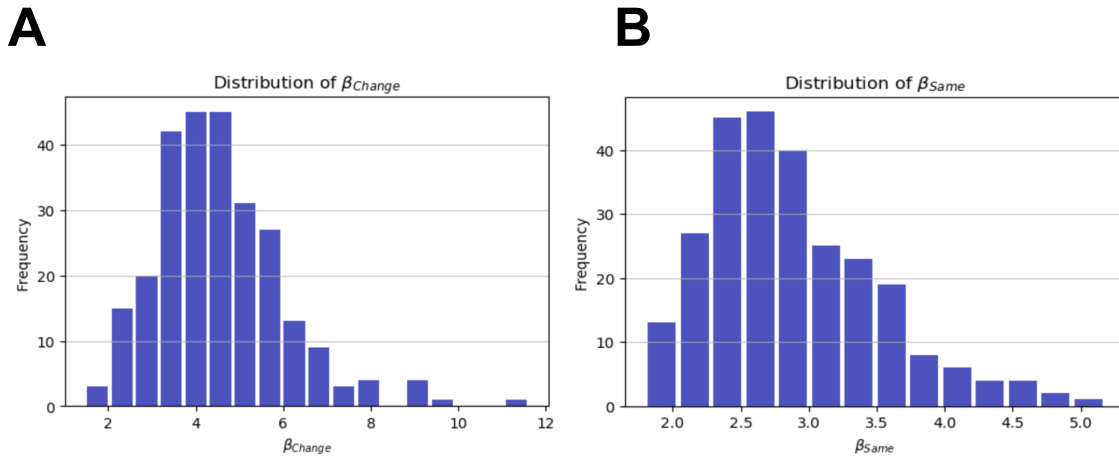 A
Distribution of β_Change
Frequency
40
30
20
10
0
2 4 6 8 10 12
β_Change
B
Distribution of β_Same
Frequency
40
30
20
10
0
2.0 2.5 3.0 3.5 4.0 4.5 5.0
β_Same